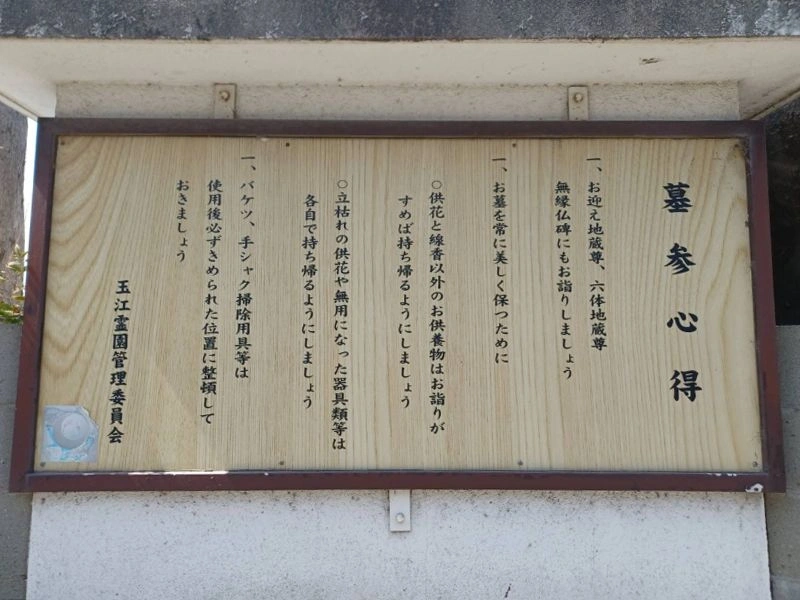 墓参心得
一、お迎え地蔵尊、六体地蔵尊
無縁仏碑にもお詣りしましょう
一、お墓を常に美しく保つために
○供花と線香以外のお供養物はお詣りが
すめば持ち帰るようにしましょう
○立枯れの供花や無用になった器具類等は
各自で持ち帰るようにしましょう
一、バケツ、手シャク掃除用具等は
使用後必ずきめられた位置に整頓して
おきましょう
玉江霊園管理委員会